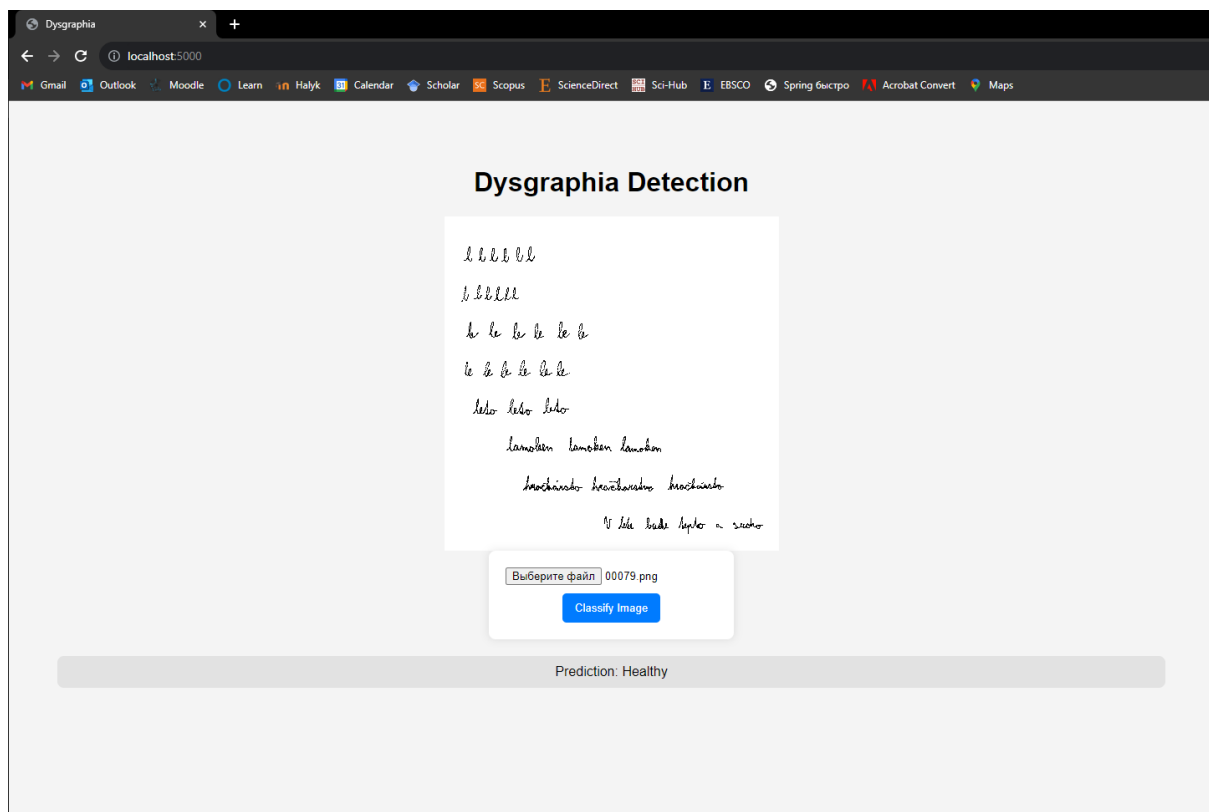 Dysgraphia × +
localhost:5000
Gmail Outlook Moodle Learn Halyk Calendar Scholar Scopus ScienceDirect Sci-Hub EBSCO Spring быстро Acrobat Convert Maps
Dysgraphia Detection
l l l l l l
l l l l l l
le le le le le le
le le le le le le
leto leto leto
lamoken lamoken lamoken
hračkárstvo
V lete bude teplo a sucho
Выберите файл 00079.png
Classify Image
Prediction: Healthy